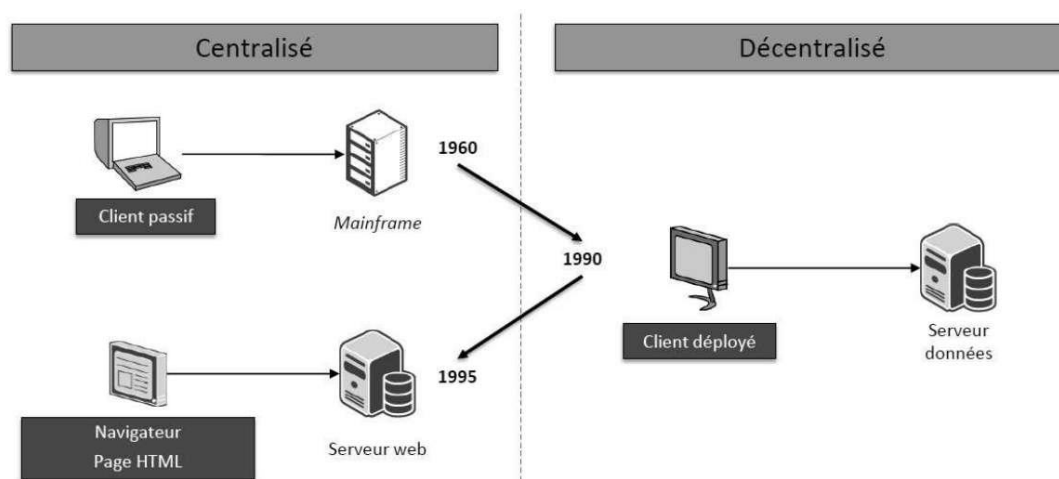 Centralisé
Décentralisé
1960
Client passif
Mainframe
1990
Client déployé
Serveur
données
1995
Navigateur
Page HTML
Serveur web